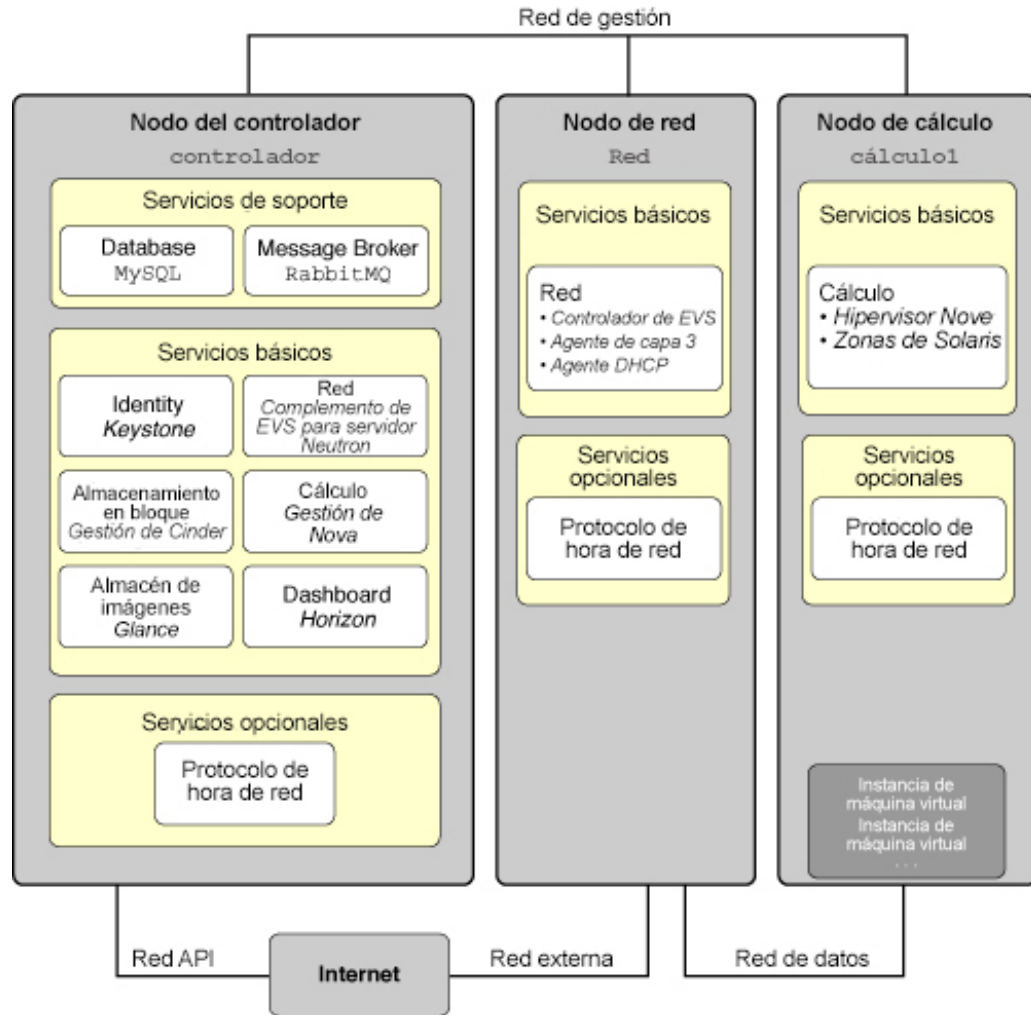 Red de gestión
Nodo del controlador
controlador
Servicios de soporte
Database
MySQL
Message Broker
RabbitMQ
Servicios básicos
Identity
Keystone
Red
Complemento de
EVS para servidor
Neutron
Almacenamiento
en bloque
Gestión de Cinder
Cálculo
Gestión de
Nova
Almacén de
imágenes
Glance
Dashboard
Horizon
Servicios opcionales
Protocolo de
hora de red
Nodo de red
Red
Servicios básicos
Red
• Controlador de EVS
• Agente de capa 3
• Agente DHCP
Servicios
opcionales
Protocolo de
hora de red
Nodo de cálculo
cálculo1
Servicios básicos
Cálculo
• Hipervisor Nove
• Zonas de Solaris
Servicios
opcionales
Protocolo de
hora de red
Instancia de
máquina virtual
Instancia de
máquina virtual
. . .
Red API
Internet
Red externa
Red de datos